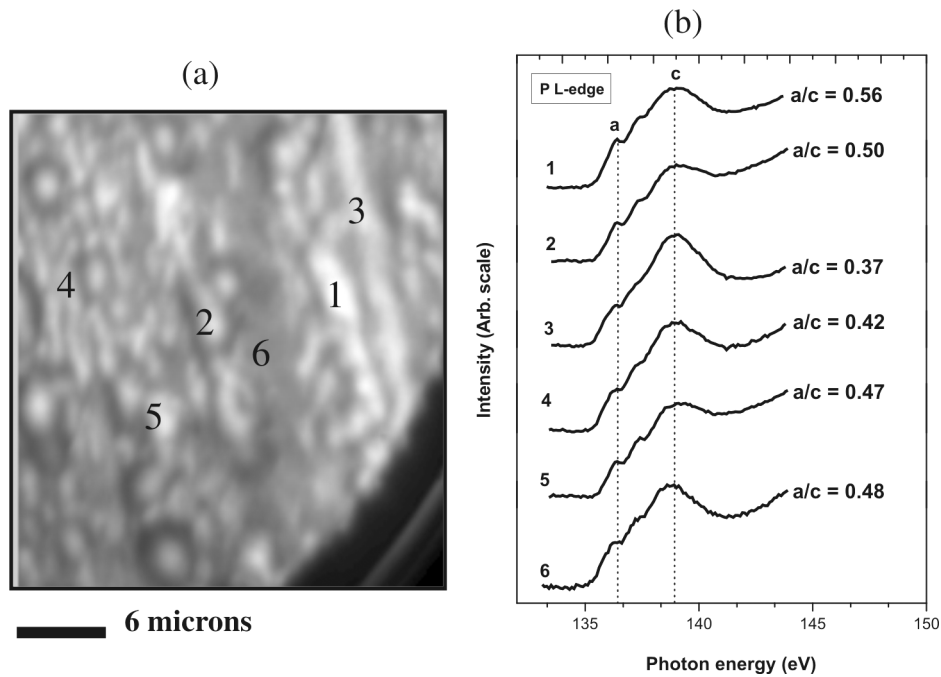 (a)
3
4
1
2
6
5
6 microns
(b)
P L-edge
c
a
a/c = 0.56
1
a/c = 0.50
2
a/c = 0.37
3
a/c = 0.42
4
a/c = 0.47
5
a/c = 0.48
6
135 140 145 150
Intensity (Arb. scale)
Photon energy (eV)